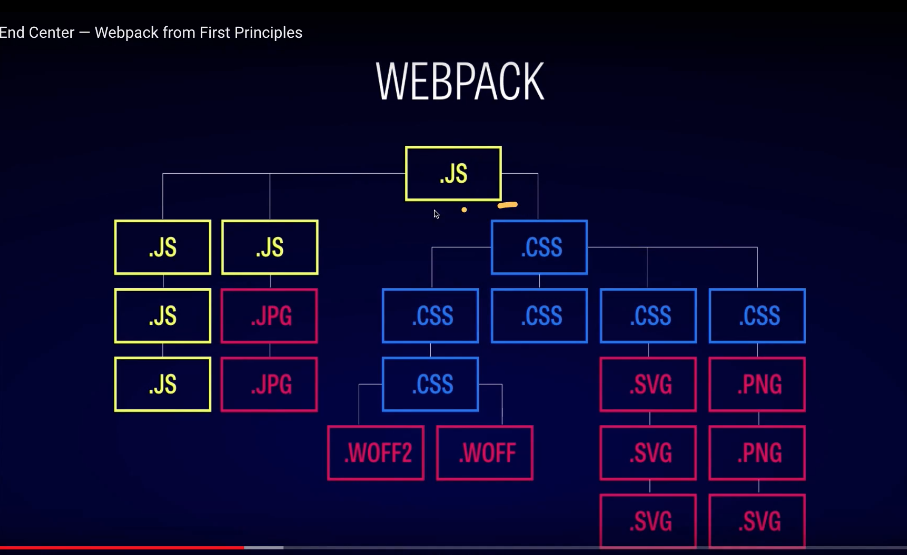 End Center — Webpack from First Principles
WEBPACK
.JS
.JS .JS .CSS
.JS .JPG .CSS .CSS .CSS .CSS
.JS .JPG .CSS .SVG .PNG
.WOFF2 .WOFF .SVG .PNG
.SVG .SVG